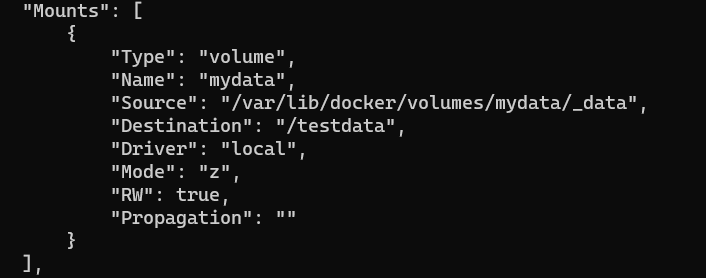 "Mounts": [
{
"Type": "volume",
"Name": "mydata",
"Source": "/var/lib/docker/volumes/mydata/_data",
"Destination": "/testdata",
"Driver": "local",
"Mode": "z",
"RW": true,
"Propagation": ""
}
],